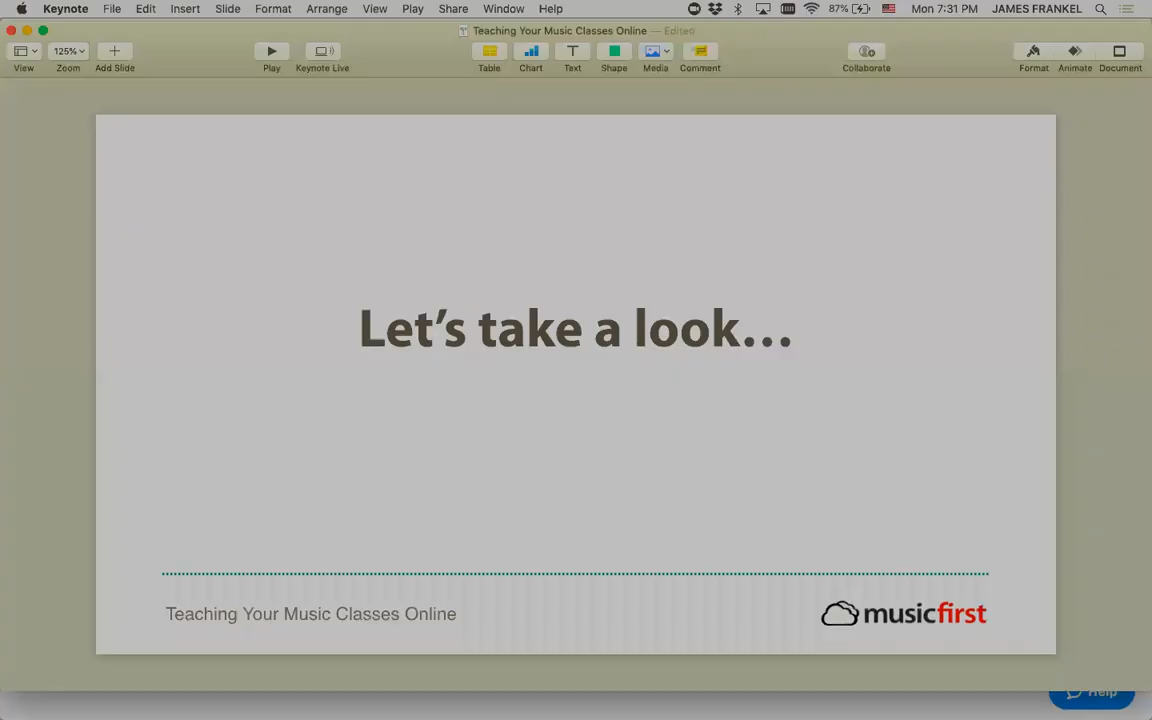 Keynote File Edit Insert Slide Format Arrange View Play Share Window Help 87% Mon 7:31 PM JAMES FRANKEL
Teaching Your Music Classes Online — Edited
125%
View Zoom Add Slide Play Keynote Live Table Chart Text Shape Media Comment Collaborate Format Animate Document
Let's take a look...
Teaching Your Music Classes Online
musicfirst
Help